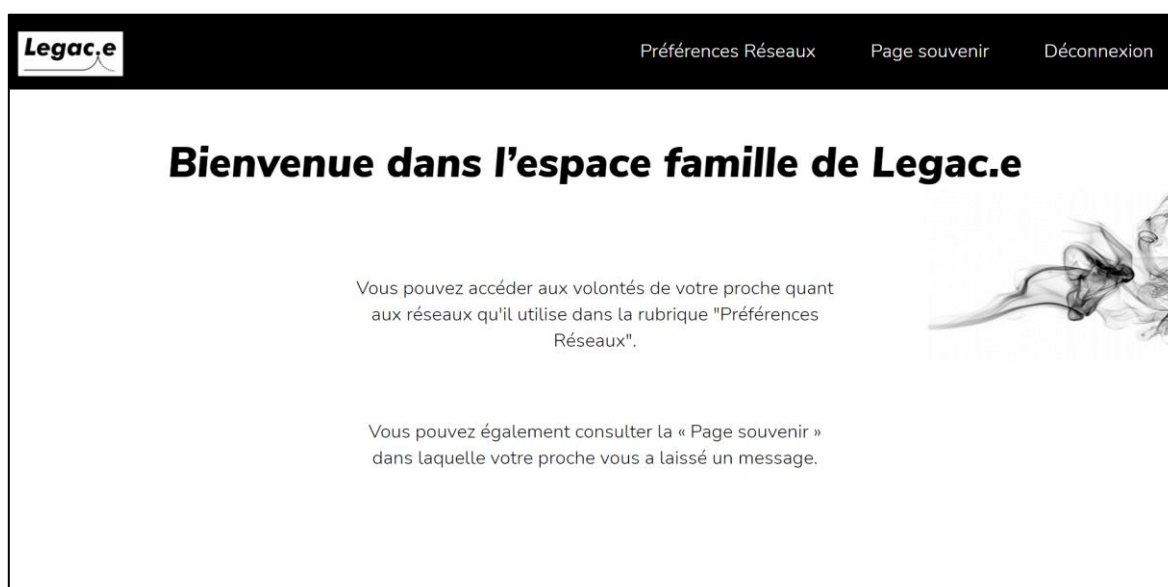 Legac.e
Préférences Réseaux Page souvenir Déconnexion
Bienvenue dans l’espace famille de Legac.e
Vous pouvez accéder aux volontés de votre proche quant
aux réseaux qu'il utilise dans la rubrique "Préférences
Réseaux".
Vous pouvez également consulter la « Page souvenir »
dans laquelle votre proche vous a laissé un message.